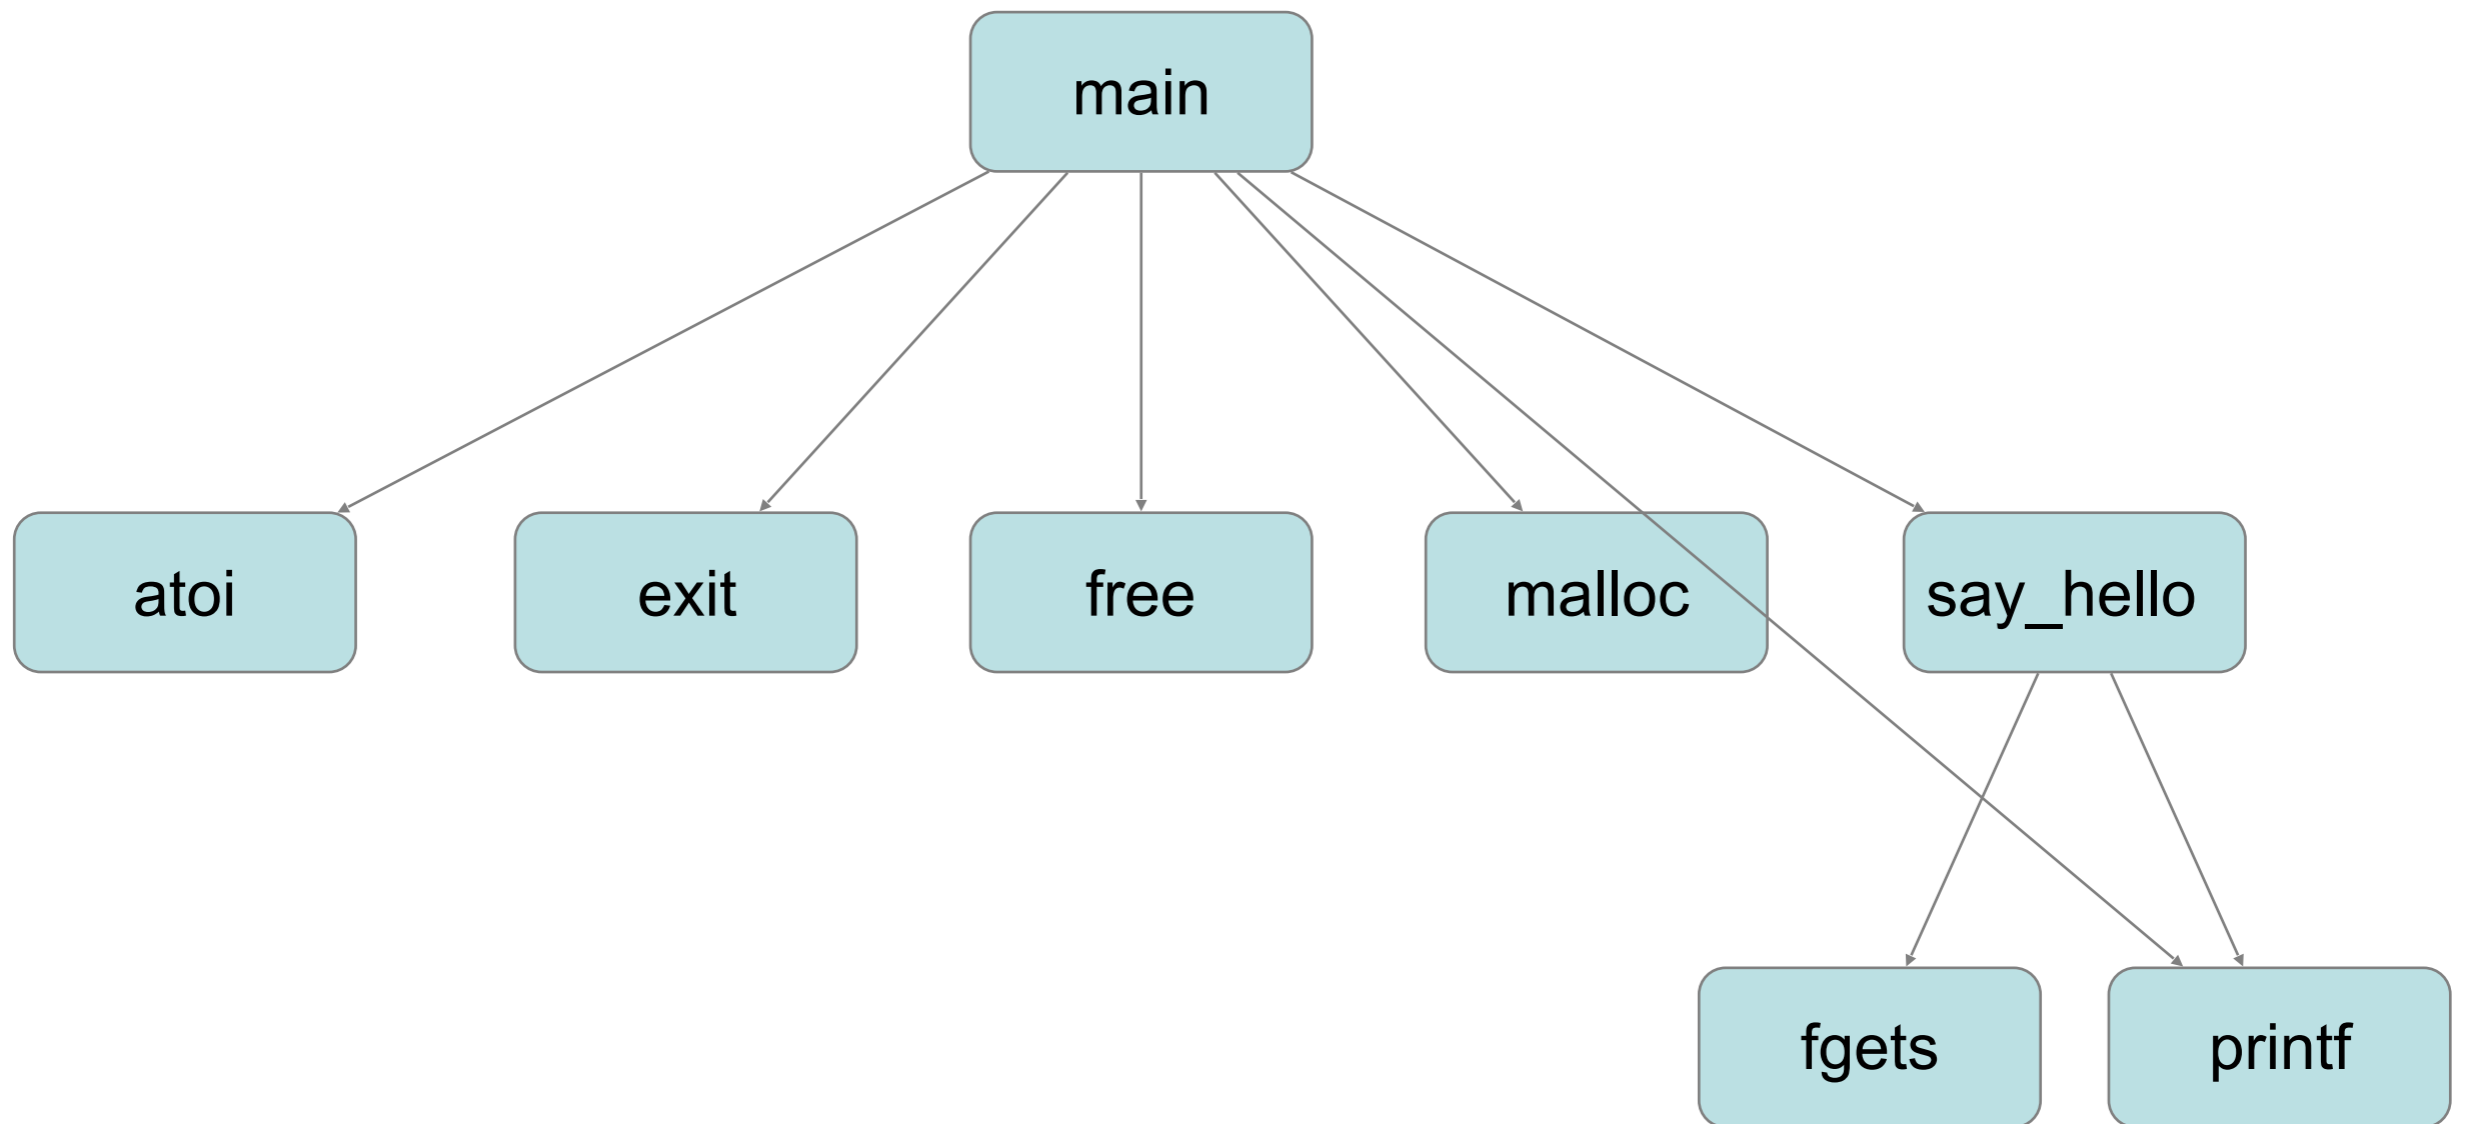 main
atoi
exit
free
malloc
say_hello
fgets
printf